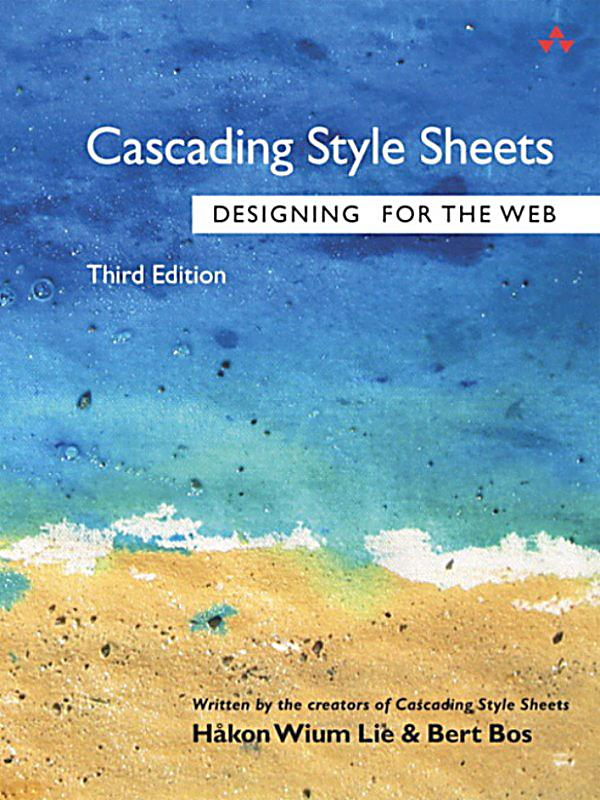 Cascading Style Sheets
DESIGNING FOR THE WEB
Third Edition
Written by the creators of Cascading Style Sheets
Håkon Wium Lie & Bert Bos